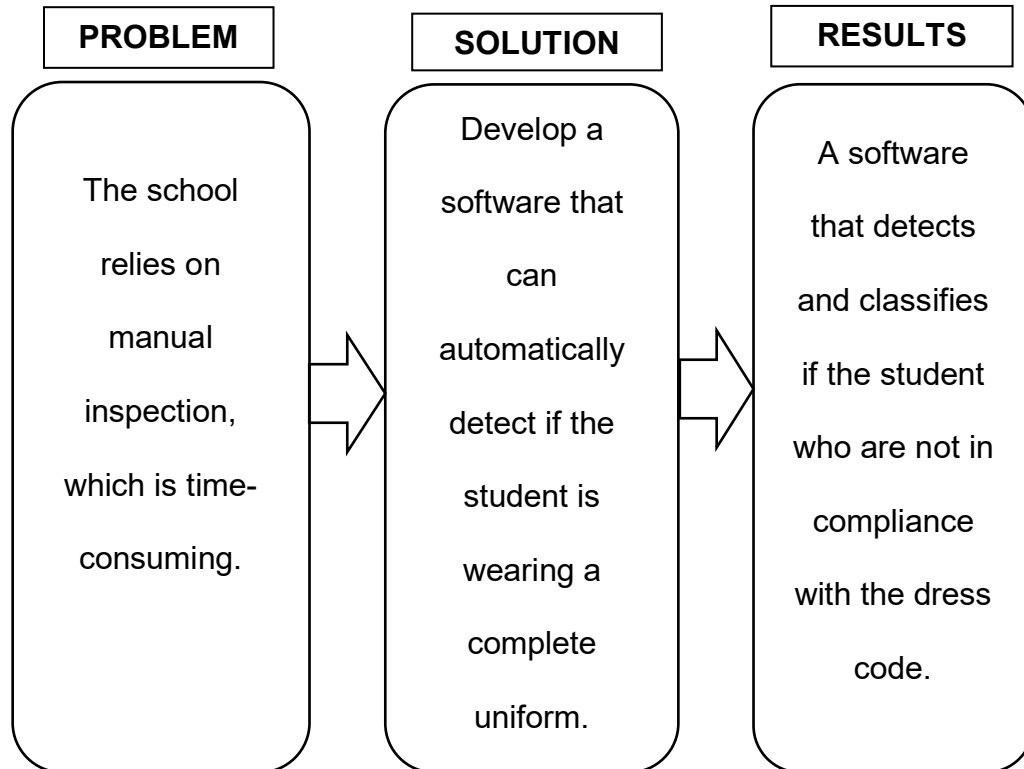 PROBLEM
The school
relies on
manual
inspection,
which is time-
consuming.
SOLUTION
Develop a
software that
can
automatically
detect if the
student is
wearing a
complete
uniform.
RESULTS
A software
that detects
and classifies
if the student
who are not in
compliance
with the dress
code.